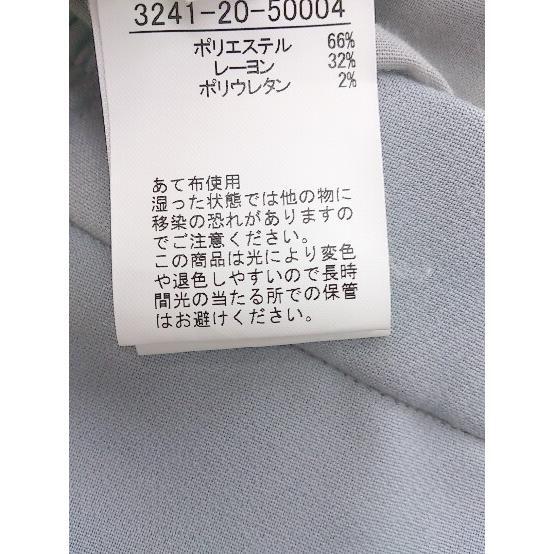 3241-20-50004
ポリエステル 66%
レーヨン 32%
ポリウレタン 2%
あて布使用
湿った状態では他の物に
移染の恐れがありますの
でご注意ください。
この商品は光により変色
や退色しやすいので長時
間光の当たる所での保管
はお避けください。